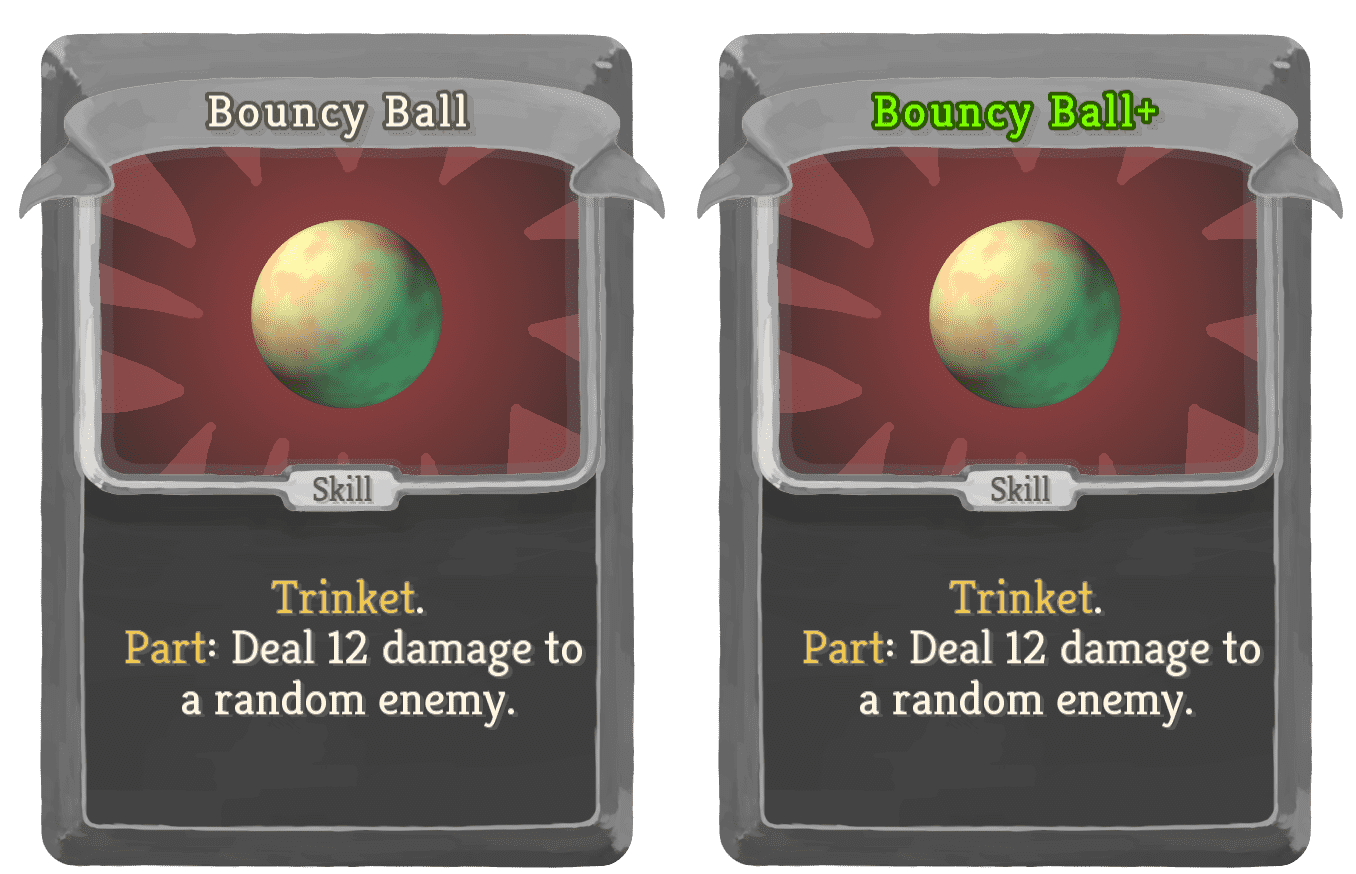 Bouncy Ball
Skill
Trinket.
Part: Deal 12 damage to
a random enemy.
Bouncy Ball+
Skill
Trinket.
Part: Deal 12 damage to
a random enemy.